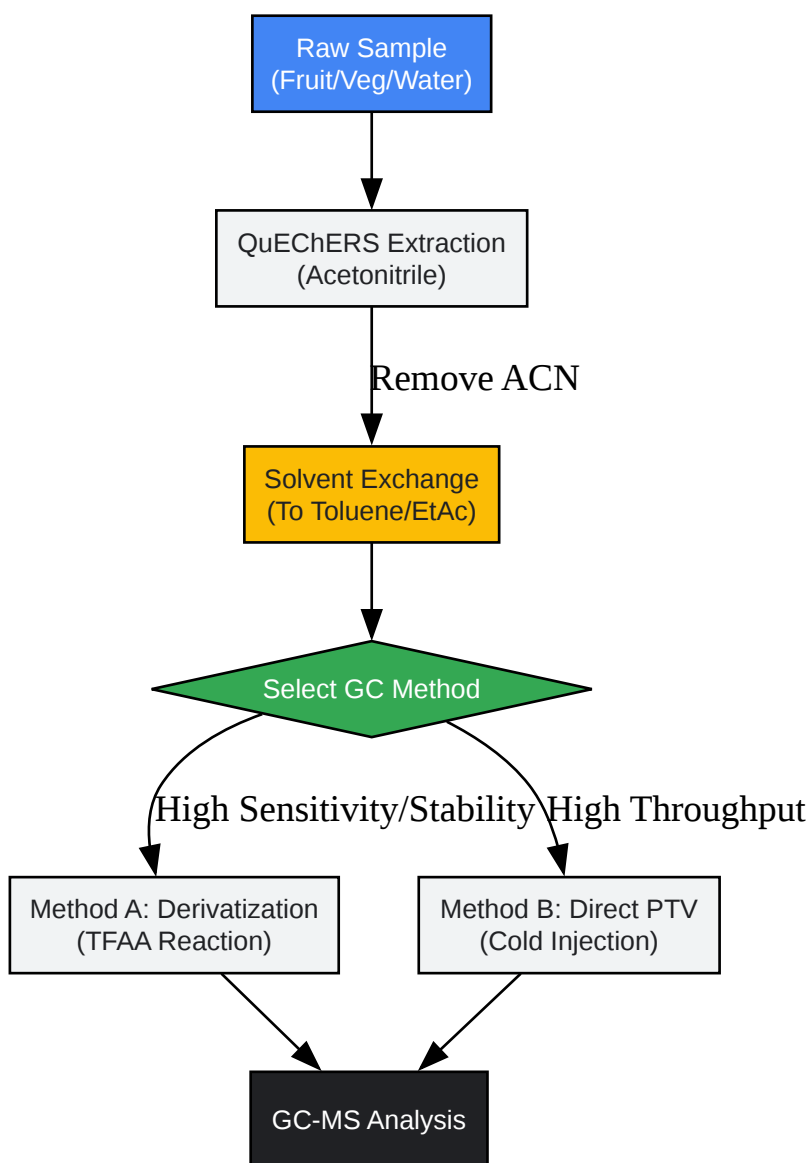 Raw Sample
(Fruit/Veg/Water)
QuEChERS Extraction
(Acetonitrile)
Remove ACN
Solvent Exchange
(To Toluene/EtAc)
Select GC Method
High Sensitivity/Stability
High Throughput
Method A: Derivatization
(TFAA Reaction)
Method B: Direct PTV
(Cold Injection)
GC-MS Analysis